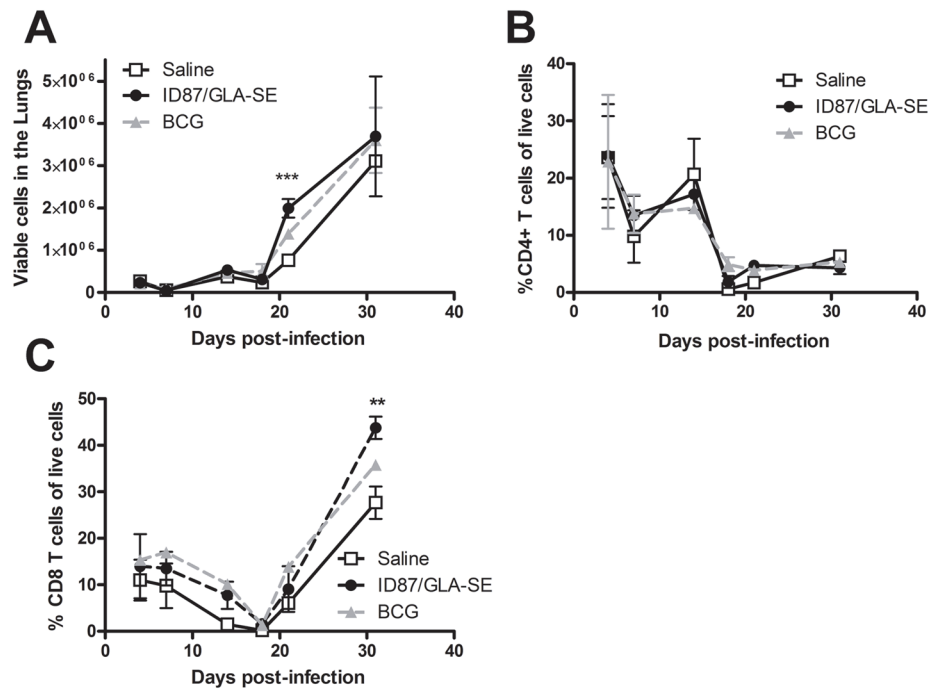 A
Viable cells in the Lungs
5×10⁰⁶
4×10⁰⁶
3×10⁰⁶
2×10⁰⁶
1×10⁰⁶
0
Saline
ID87/GLA-SE
BCG
***
0 10 20 30 40
Days post-infection
B
%CD4+ T cells of live cells
40
30
20
10
0
Saline
ID87/GLA-SE
BCG
0 10 20 30 40
Days post-infection
C
% CD8 T cells of live cells
50
40
30
20
10
0
**
Saline
ID87/GLA-SE
BCG
0 10 20 30 40
Days post-infection